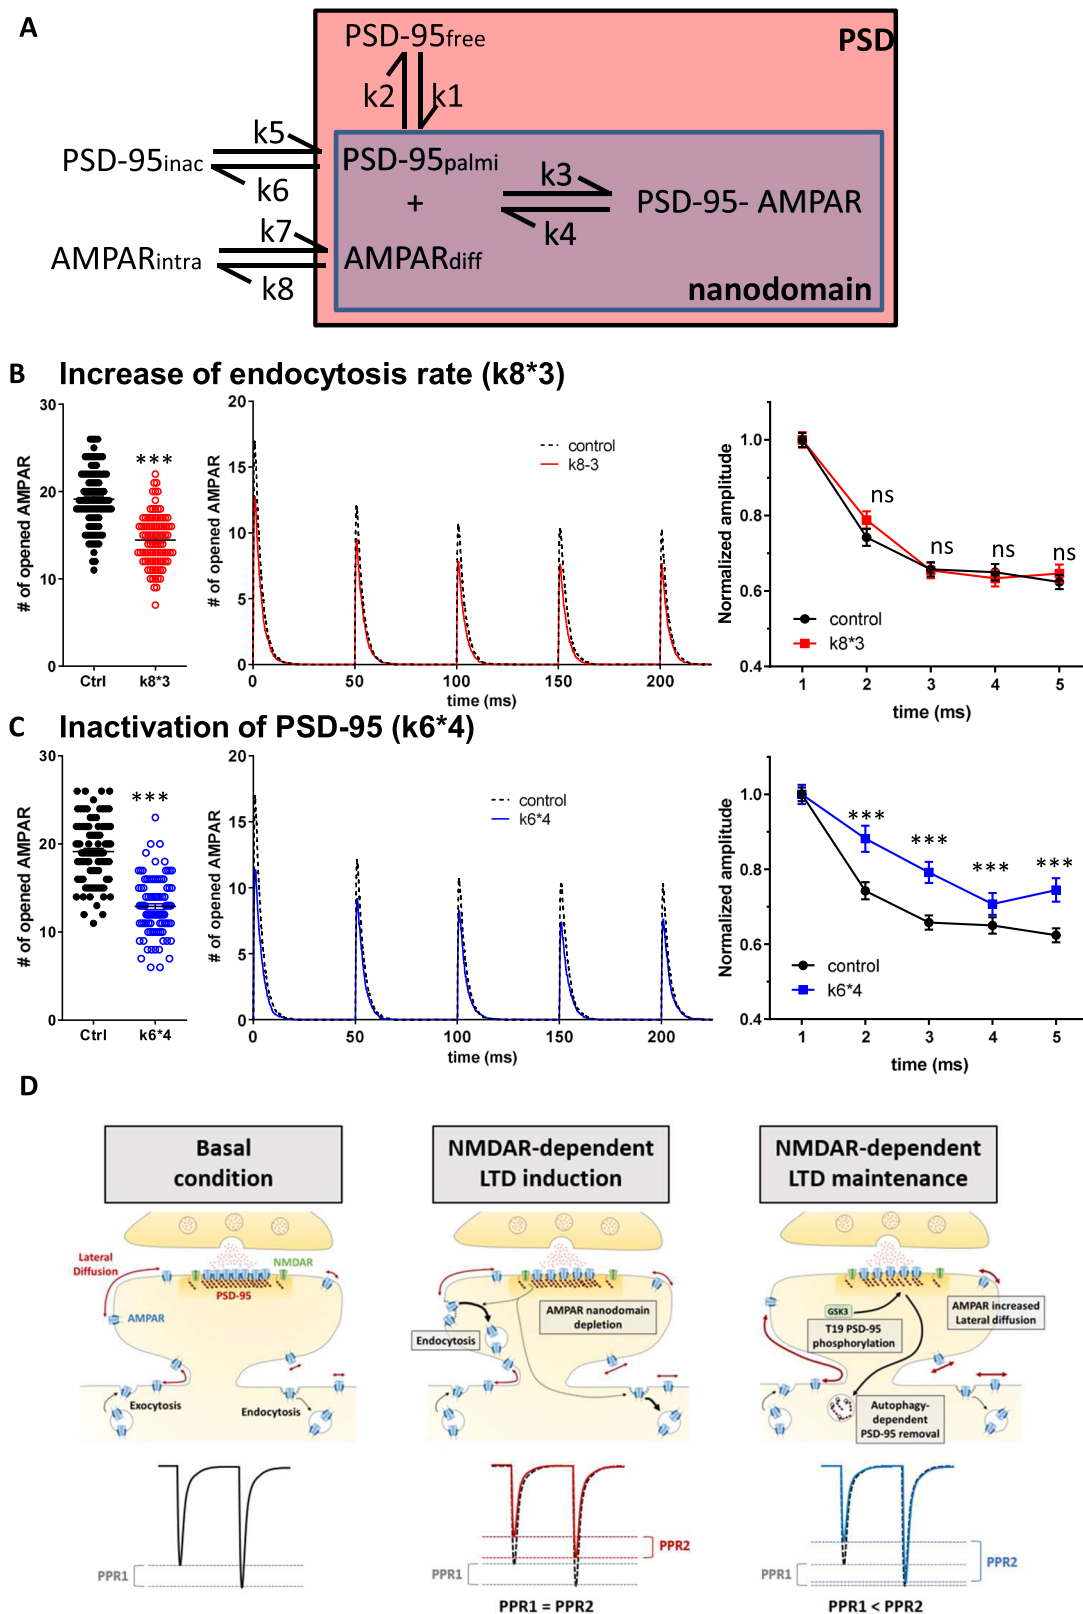 A
PSD-95free
PSD
k2
k1
k5
PSD-95inac
PSD-95palmi
k6
k3
+
PSD-95- AMPAR
k4
k7
AMPARintra
AMPARdiff
k8
nanodomain
B
Increase of endocytosis rate (k8*3)
# of opened AMPAR
30
20
10
0
***
Ctrl
k8*3
# of opened AMPAR
20
15
10
5
0
control
k8-3
0
50
100
150
200
time (ms)
Normalized amplitude
1.0
0.8
0.6
0.4
ns
ns
ns
ns
control
k8*3
1
2
3
4
5
time (ms)
C
Inactivation of PSD-95 (k6*4)
# of opened AMPAR
30
20
10
0
***
Ctrl
k6*4
# of opened AMPAR
20
15
10
5
0
control
k6*4
0
50
100
150
200
time (ms)
Normalized amplitude
1.0
0.8
0.6
0.4
***
***
***
***
control
k6*4
1
2
3
4
5
time (ms)
D
Basal
condition
NMDAR-dependent
LTD induction
NMDAR-dependent
LTD maintenance
Lateral
Diffusion
NMDAR
PSD-95
AMPAR
Exocytosis
Endocytosis
AMPAR nanodomain
depletion
Endocytosis
GSK3
T19 PSD-95
phosphorylation
AMPAR increased
Lateral diffusion
Autophagy-
dependent
PSD-95 removal
PPR1
PPR1
PPR2
PPR1 = PPR2
PPR1
PPR2
PPR1 < PPR2